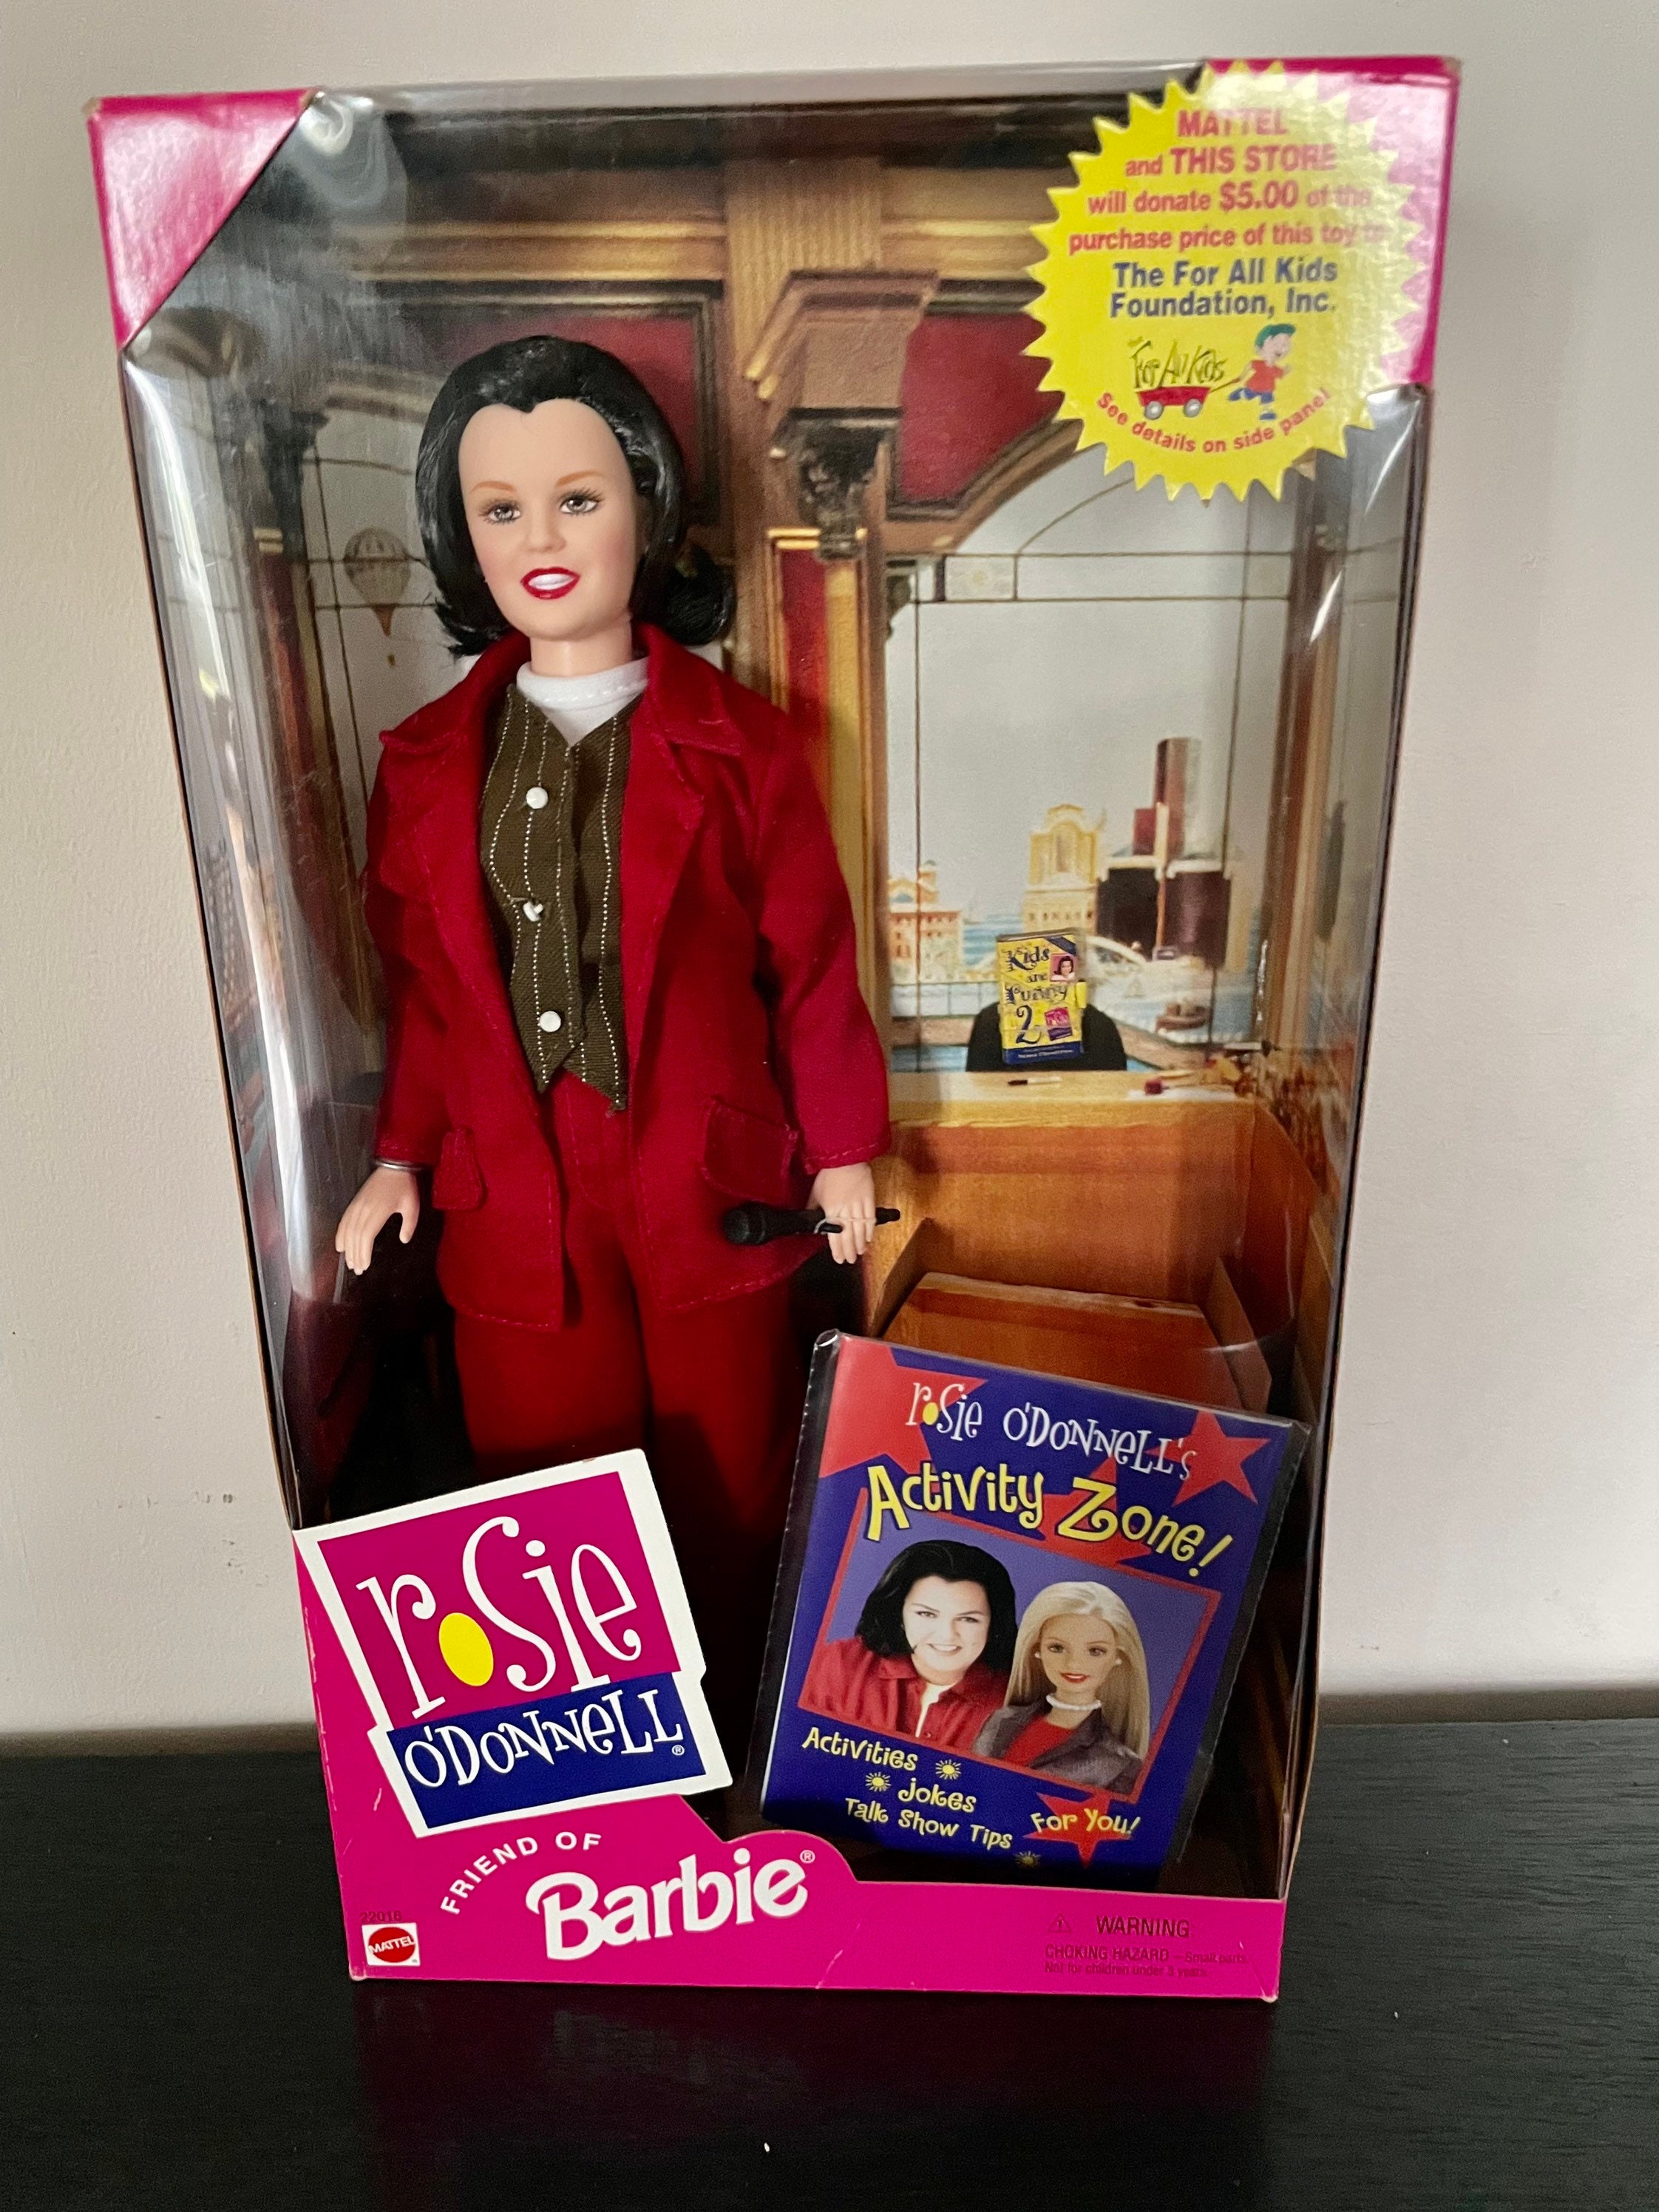 MATTEL
and THIS STORE
will donate $5.00 of the
purchase price of this toy to
The For All Kids
Foundation, Inc.
For All Kids
See details on side panel
Kids
are
Punny
2
rosie O'DONNELL's
Activity Zone!
Activities
jokes
Talk Show Tips
For You!
rosie
O'DONNELL®
FRIEND OF
Barbie®
22016
MATTEL
⚠ WARNING
CHOKING HAZARD – Small parts.
Not for children under 3 years.